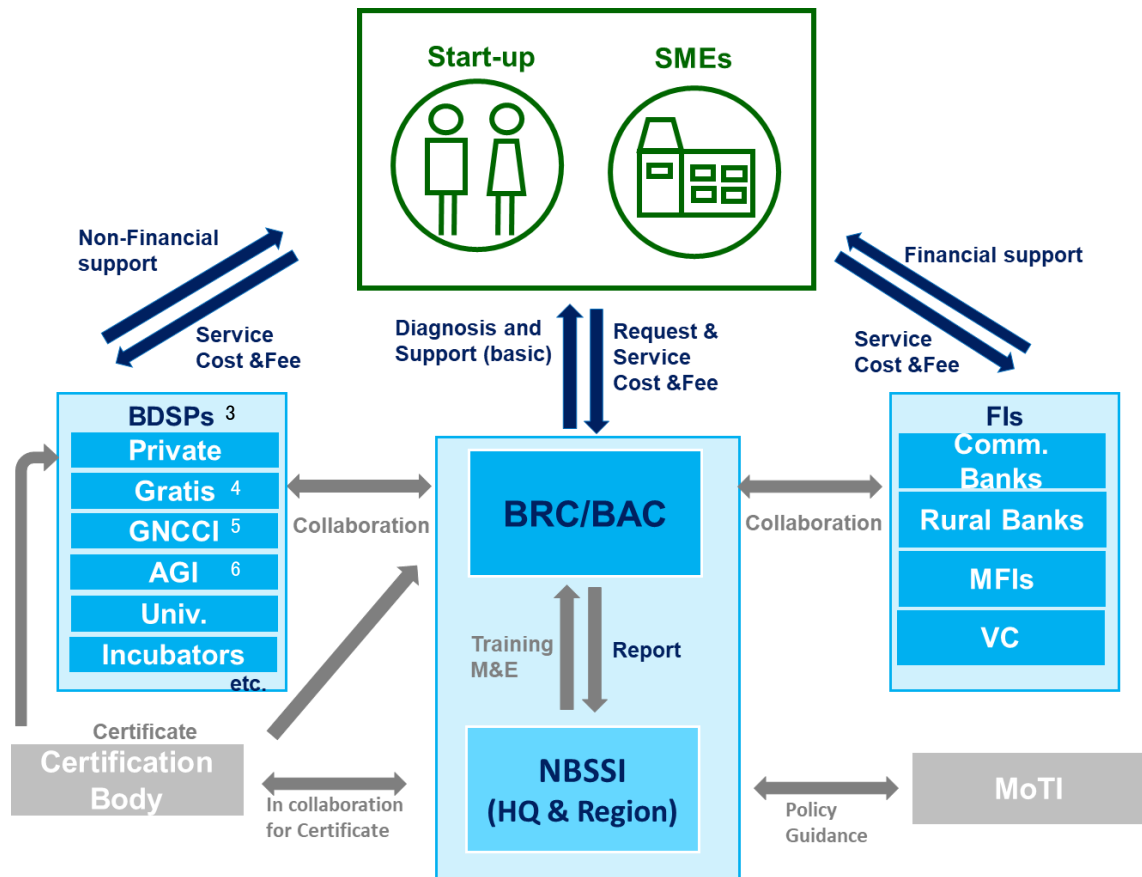 Start-up
SMEs
Non-Financial
support
Financial support
Service
Cost &Fee
Diagnosis and
Support (basic)
Request &
Service
Cost &Fee
Service
Cost &Fee
BDSPs 3
Private
Gratis 4
GNCCI 5
AGI 6
Univ.
Incubators
etc.
Collaboration
BRC/BAC
Collaboration
FIs
Comm.
Banks
Rural Banks
MFIs
VC
Training
M&E
Report
Certificate
Certification
Body
In collaboration
for Certificate
NBSSI
(HQ & Region)
Policy
Guidance
MoTI